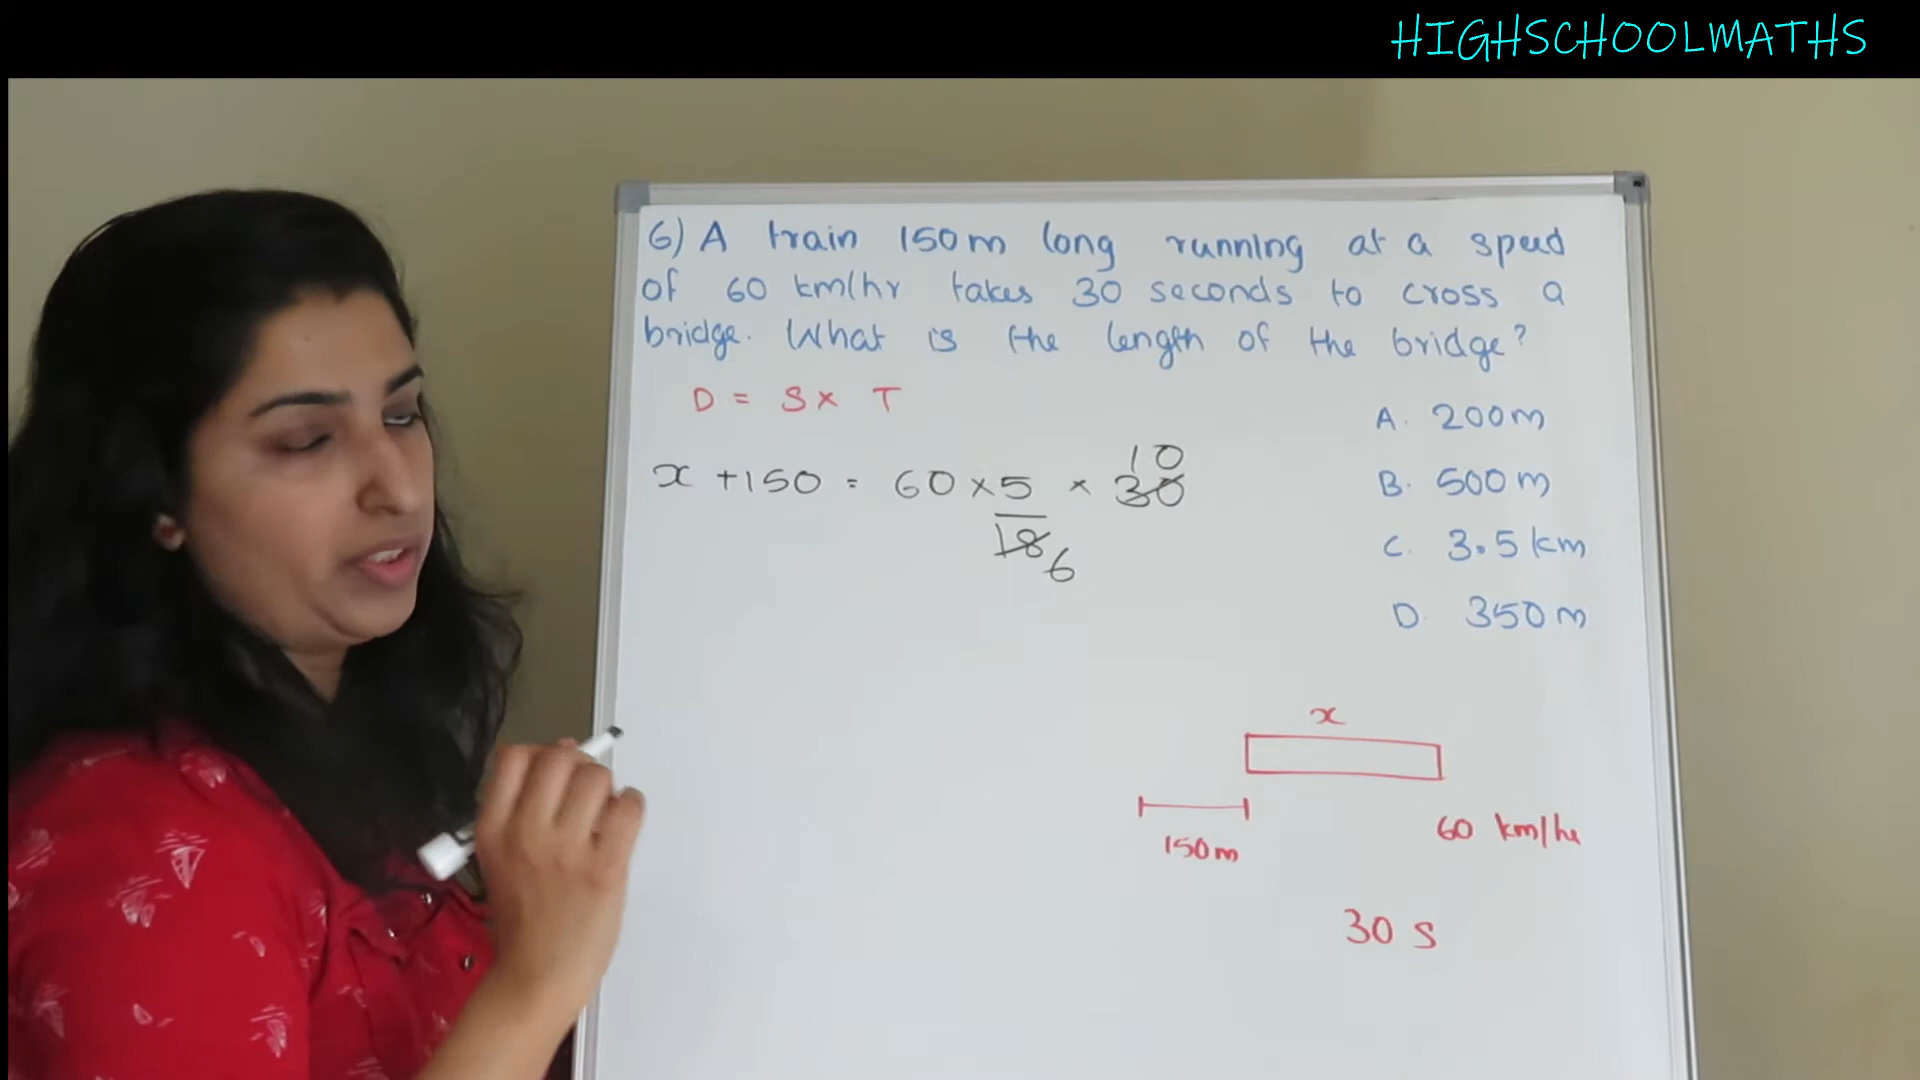 HIGHSCHOOLMATHS
6) A train 150m long running at a speed
of 60 km/hr takes 30 seconds to cross a
bridge. What is the length of the bridge?
D = S x T
A. 200m
x + 150 = 60 x 5 x 30 10
18 6
B. 500m
C. 3.5 km
D. 350m
x
150m
60 km/hr
30 s